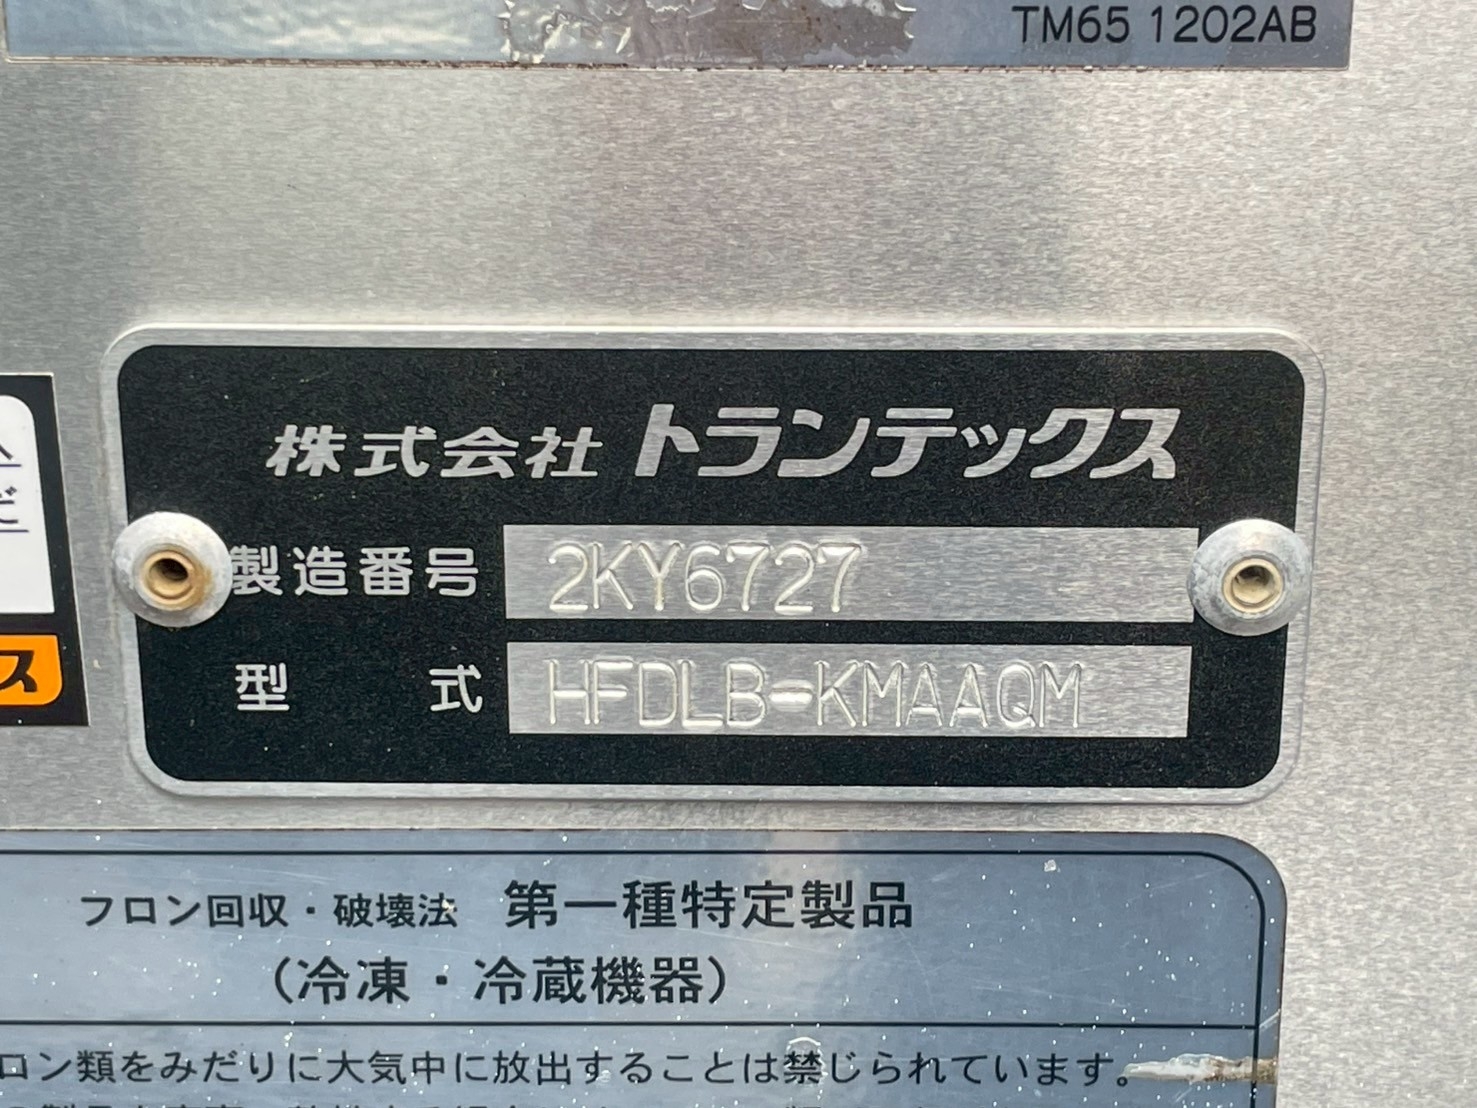 TM65 1202AB
株式会社 トランテックス
製造番号 2KY6727
型 式 HFDLB-KMAAQM
ス
フロン回収・破壊法 第一種特定製品
(冷凍・冷蔵機器)
ロン類をみだりに大気中に放出することは禁じられています。